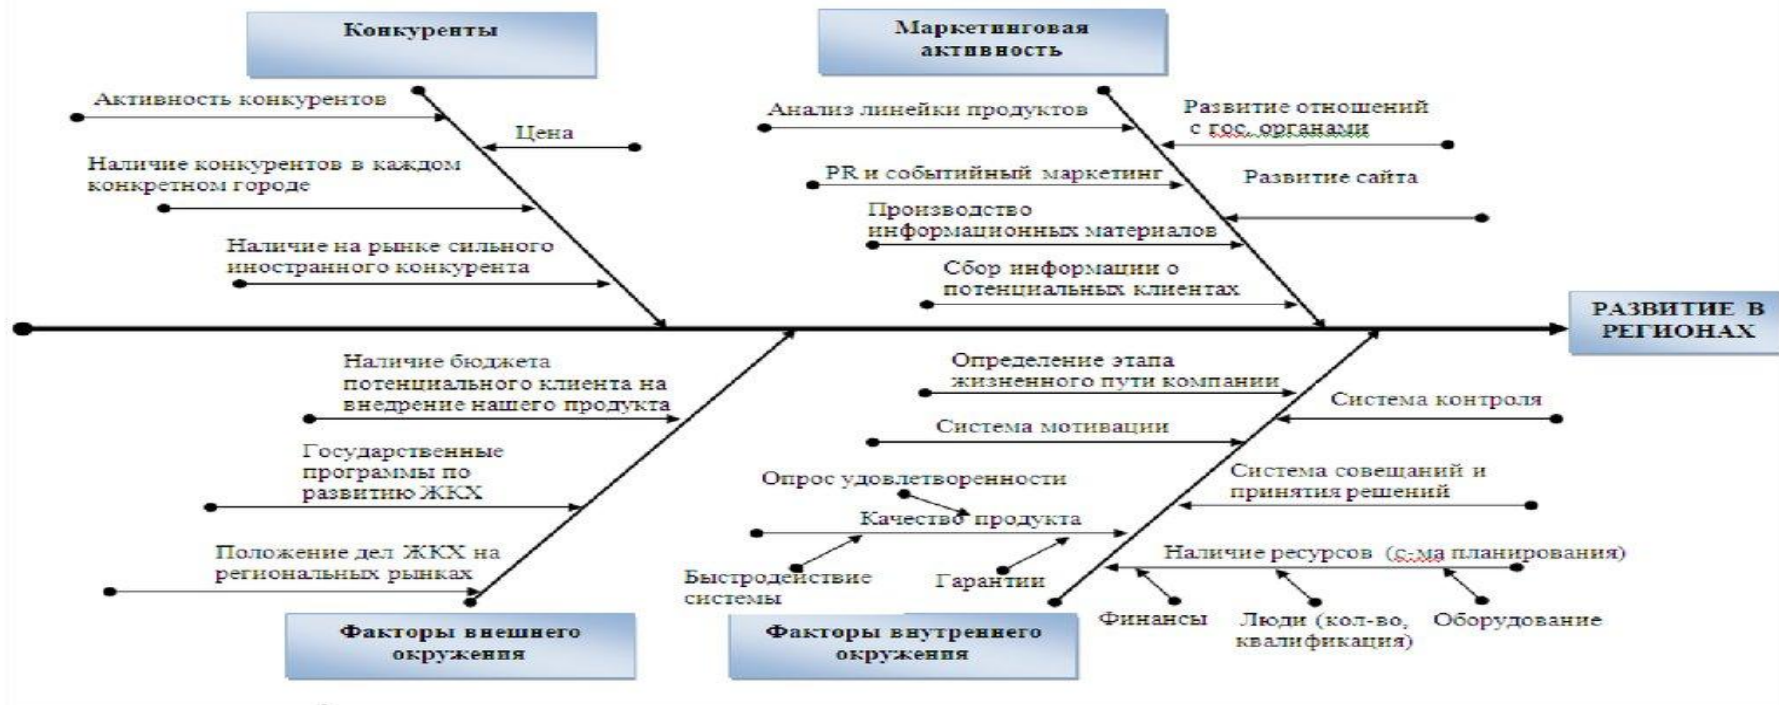 Конкуренты
Маркетинговая
активность
Активность конкурентов
Цена
Наличие конкурентов в каждом
конкретном городе
Наличие на рынке сильного
иностранного конкурента
Анализ линейки продуктов
Развитие отношений
с гос. органами
PR и событийный маркетинг
Развитие сайта
Производство
информационных материалов
Сбор информации о
потенциальных клиентах
РАЗВИТИЕ В
РЕГИОНАХ
Наличие бюджета
потенциального клиента на
внедрение нашего продукта
Государственные
программы по
развитию ЖКХ
Положение дел ЖКХ на
региональных рынках
Определение этапа
жизненного пути компании
Система контроля
Система мотивации
Система совещаний и
принятия решений
Опрос удовлетворенности
Качество продукта
Быстродействие
системы
Гарантии
Наличие ресурсов (с-ма планирования)
Финансы
Люди (кол-во,
квалификация)
Оборудование
Факторы внешнего
окружения
Факторы внутреннего
окружения